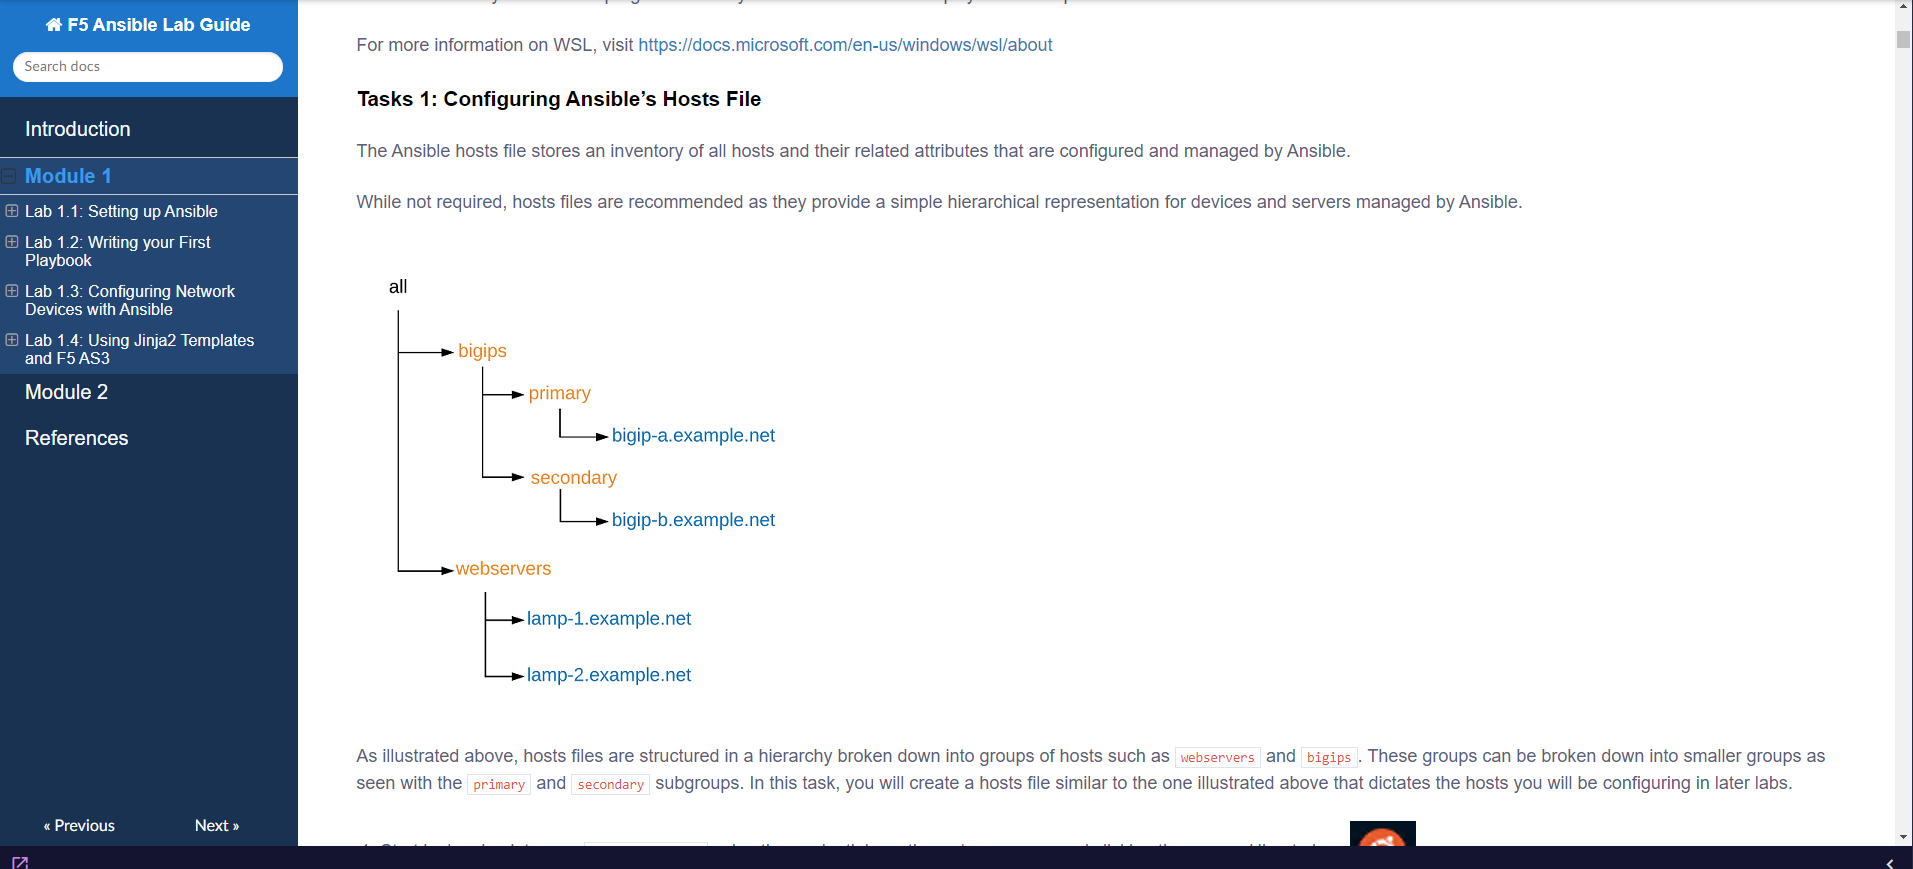 F5 Ansible Lab Guide
Search docs
Introduction
Module 1
Lab 1.1: Setting up Ansible
Lab 1.2: Writing your First
Playbook
Lab 1.3: Configuring Network
Devices with Ansible
Lab 1.4: Using Jinja2 Templates
and F5 AS3
Module 2
References
« Previous
Next »
For more information on WSL, visit https://docs.microsoft.com/en-us/windows/wsl/about
Tasks 1: Configuring Ansible’s Hosts File
The Ansible hosts file stores an inventory of all hosts and their related attributes that are configured and managed by Ansible.
While not required, hosts files are recommended as they provide a simple hierarchical representation for devices and servers managed by Ansible.
all
bigips
primary
bigip-a.example.net
secondary
bigip-b.example.net
webservers
lamp-1.example.net
lamp-2.example.net
As illustrated above, hosts files are structured in a hierarchy broken down into groups of hosts such as webservers and bigips . These groups can be broken down into smaller groups as
seen with the primary and secondary subgroups. In this task, you will create a hosts file similar to the one illustrated above that dictates the hosts you will be configuring in later labs.